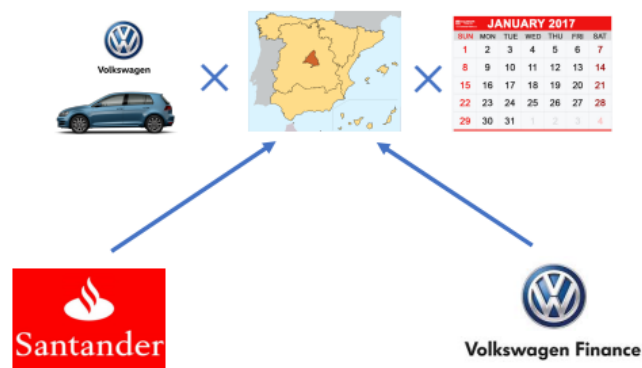 Volkswagen
JANUARY 2017
SUN MON TUE WED THU FRI SAT
1 2 3 4 5 6 7
8 9 10 11 12 13 14
15 16 17 18 19 20 21
22 23 24 25 26 27 28
29 30 31 1 2 3 4
Santander
Volkswagen Finance